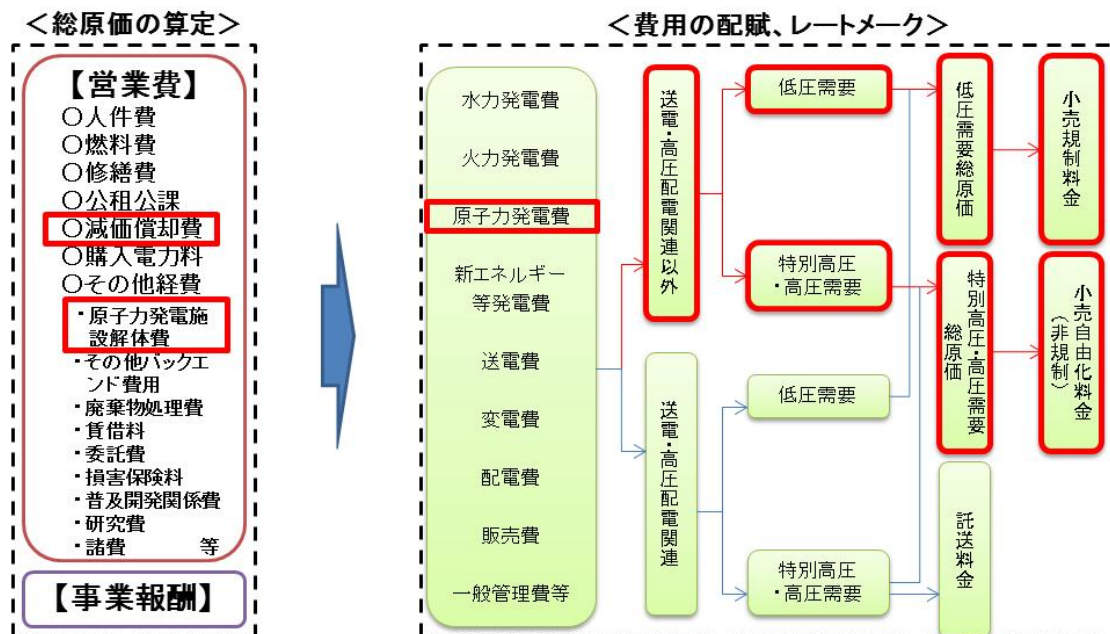 ＜総原価の算定＞
【営業費】
〇人件費
〇燃料費
〇修繕費
〇公租公課
〇減価償却費
〇購入電力料
〇その他経費
・原子力発電施
設解体費
・その他バックエ
ンド費用
・廃棄物処理費
・賃借料
・委託費
・損害保険料
・普及開発関係費
・研究費
・諸費　　　等
【事業報酬】
＜費用の配賦、レートメーク＞
水力発電費
火力発電費
原子力発電費
新エネルギー
等発電費
送電費
変電費
配電費
販売費
一般管理費等
送電・高圧配電関連以外
送電・高圧配電関連
低圧需要
特別高圧
・高圧需要
低圧需要
特別高圧
・高圧需要
低圧需要総原価
特別高圧・高圧需要
総原価
託送料金
小売規制料金
小売自由化料金
（非規制）